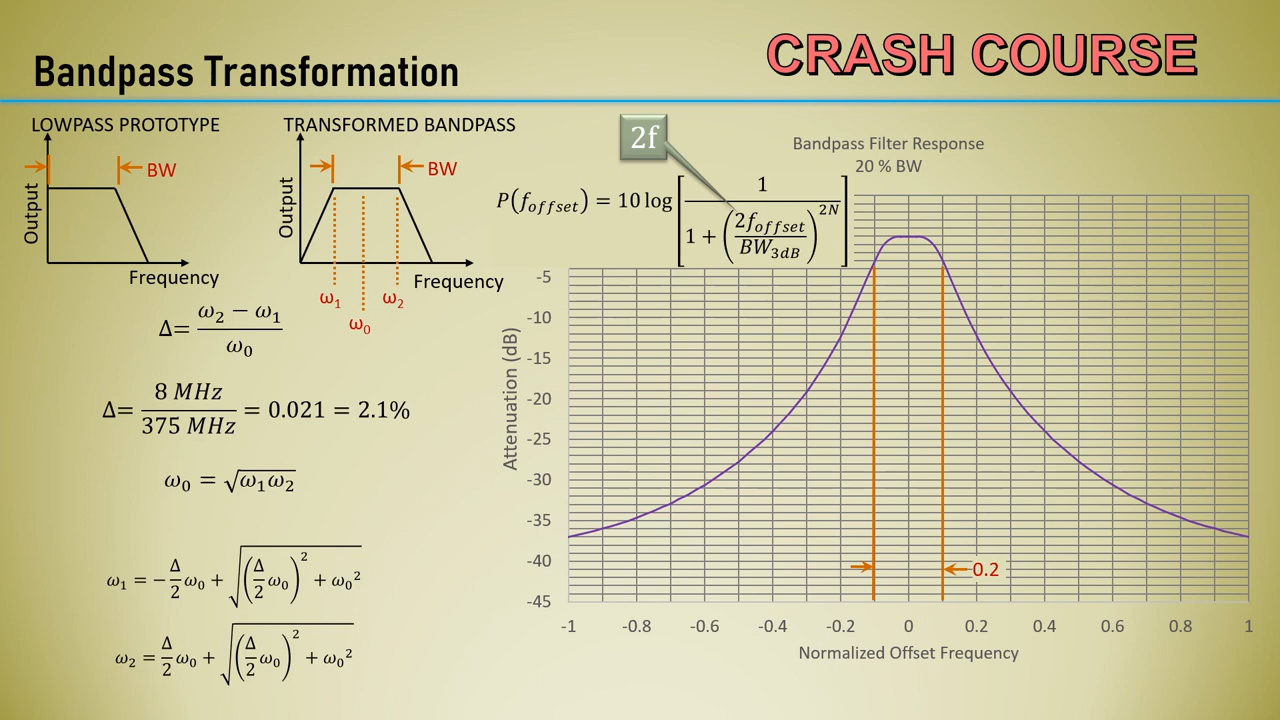 Bandpass Transformation
CRASH COURSE
LOWPASS PROTOTYPE
BW
Output
Frequency
TRANSFORMED BANDPASS
BW
Output
Frequency
ω₁
ω₂
ω₀
Δ= (ω₂ − ω₁)/ω₀
Δ= (8 MHz)/(375 MHz) = 0.021 = 2.1%
ω₀ = √(ω₁ω₂)
ω₁ = −(Δ/2)ω₀ + √(((Δ/2)ω₀)² + ω₀²)
ω₂ = (Δ/2)ω₀ + √(((Δ/2)ω₀)² + ω₀²)
2f
P(f_offset) = 10 log[1/(1 + (2f_offset/BW_3dB)^2N)]
Bandpass Filter Response
20 % BW
Attenuation (dB)
-5
-10
-15
-20
-25
-30
-35
-40
-45
0.2
-1 -0.8 -0.6 -0.4 -0.2 0 0.2 0.4 0.6 0.8 1
Normalized Offset Frequency